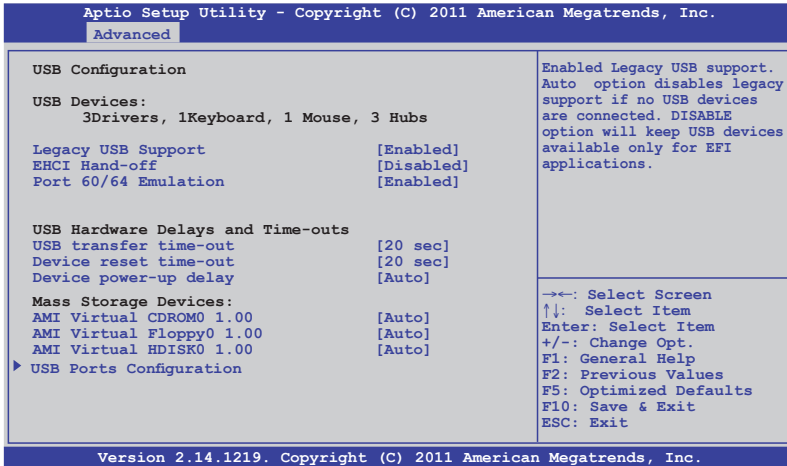 Aptio Setup Utility - Copyright (C) 2011 American Megatrends, Inc.
Advanced
USB Configuration
USB Devices:
3Drivers, 1Keyboard, 1 Mouse, 3 Hubs
Legacy USB Support [Enabled]
EHCI Hand-off [Disabled]
Port 60/64 Emulation [Enabled]
USB Hardware Delays and Time-outs
USB transfer time-out [20 sec]
Device reset time-out [20 sec]
Device power-up delay [Auto]
Mass Storage Devices:
AMI Virtual CDROM0 1.00 [Auto]
AMI Virtual Floppy0 1.00 [Auto]
AMI Virtual HDISK0 1.00 [Auto]
USB Ports Configuration
Enabled Legacy USB support.
Auto option disables legacy
support if no USB devices
are connected. DISABLE
option will keep USB devices
available only for EFI
applications.
→←: Select Screen
↑↓: Select Item
Enter: Select Item
+/-: Change Opt.
F1: General Help
F2: Previous Values
F5: Optimized Defaults
F10: Save & Exit
ESC: Exit
Version 2.14.1219. Copyright (C) 2011 American Megatrends, Inc.